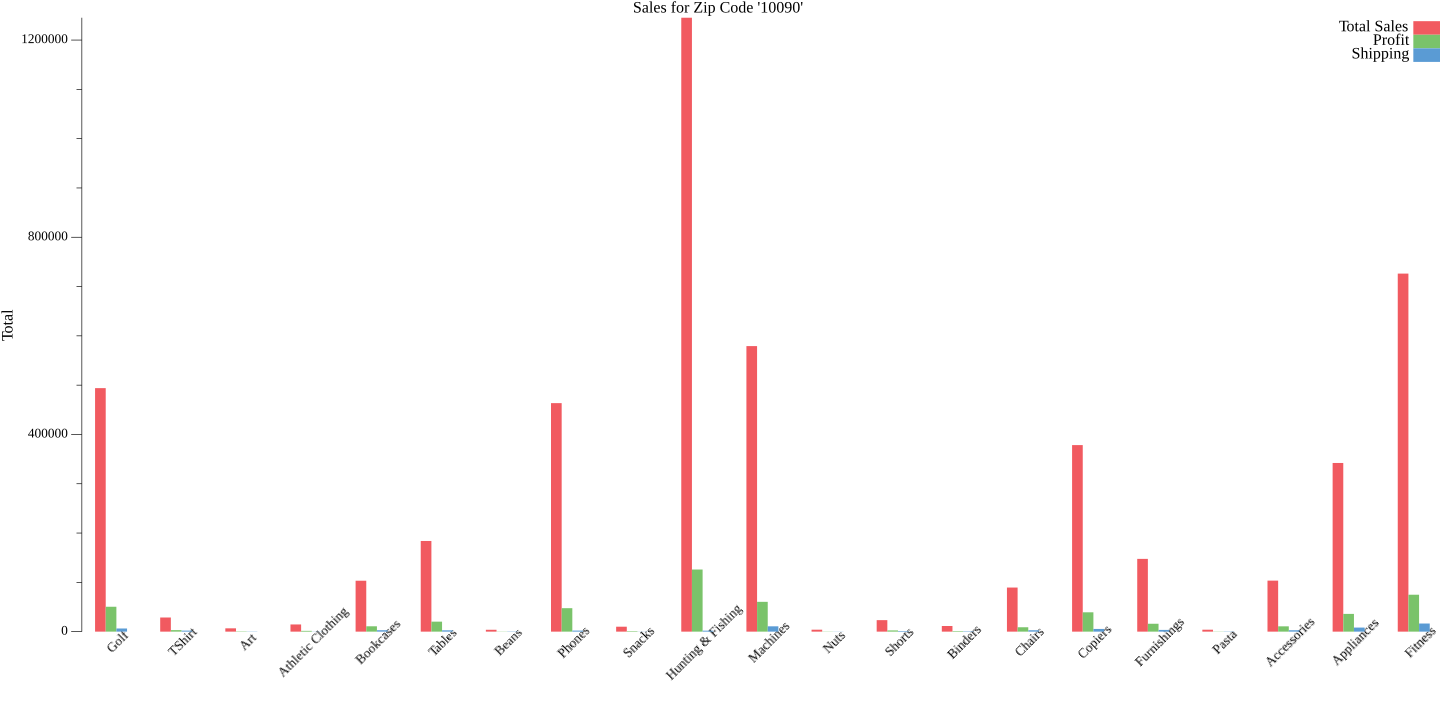 Sales for Zip Code '10090'
Total Sales
Profit
Shipping
1200000
800000
400000
0
Total
Golf
TShirt
Art
Athletic Clothing
Bookcases
Tables
Beans
Phones
Snacks
Hunting & Fishing
Machines
Nuts
Shorts
Binders
Chairs
Copiers
Furnishings
Pasta
Accessories
Appliances
Fitness